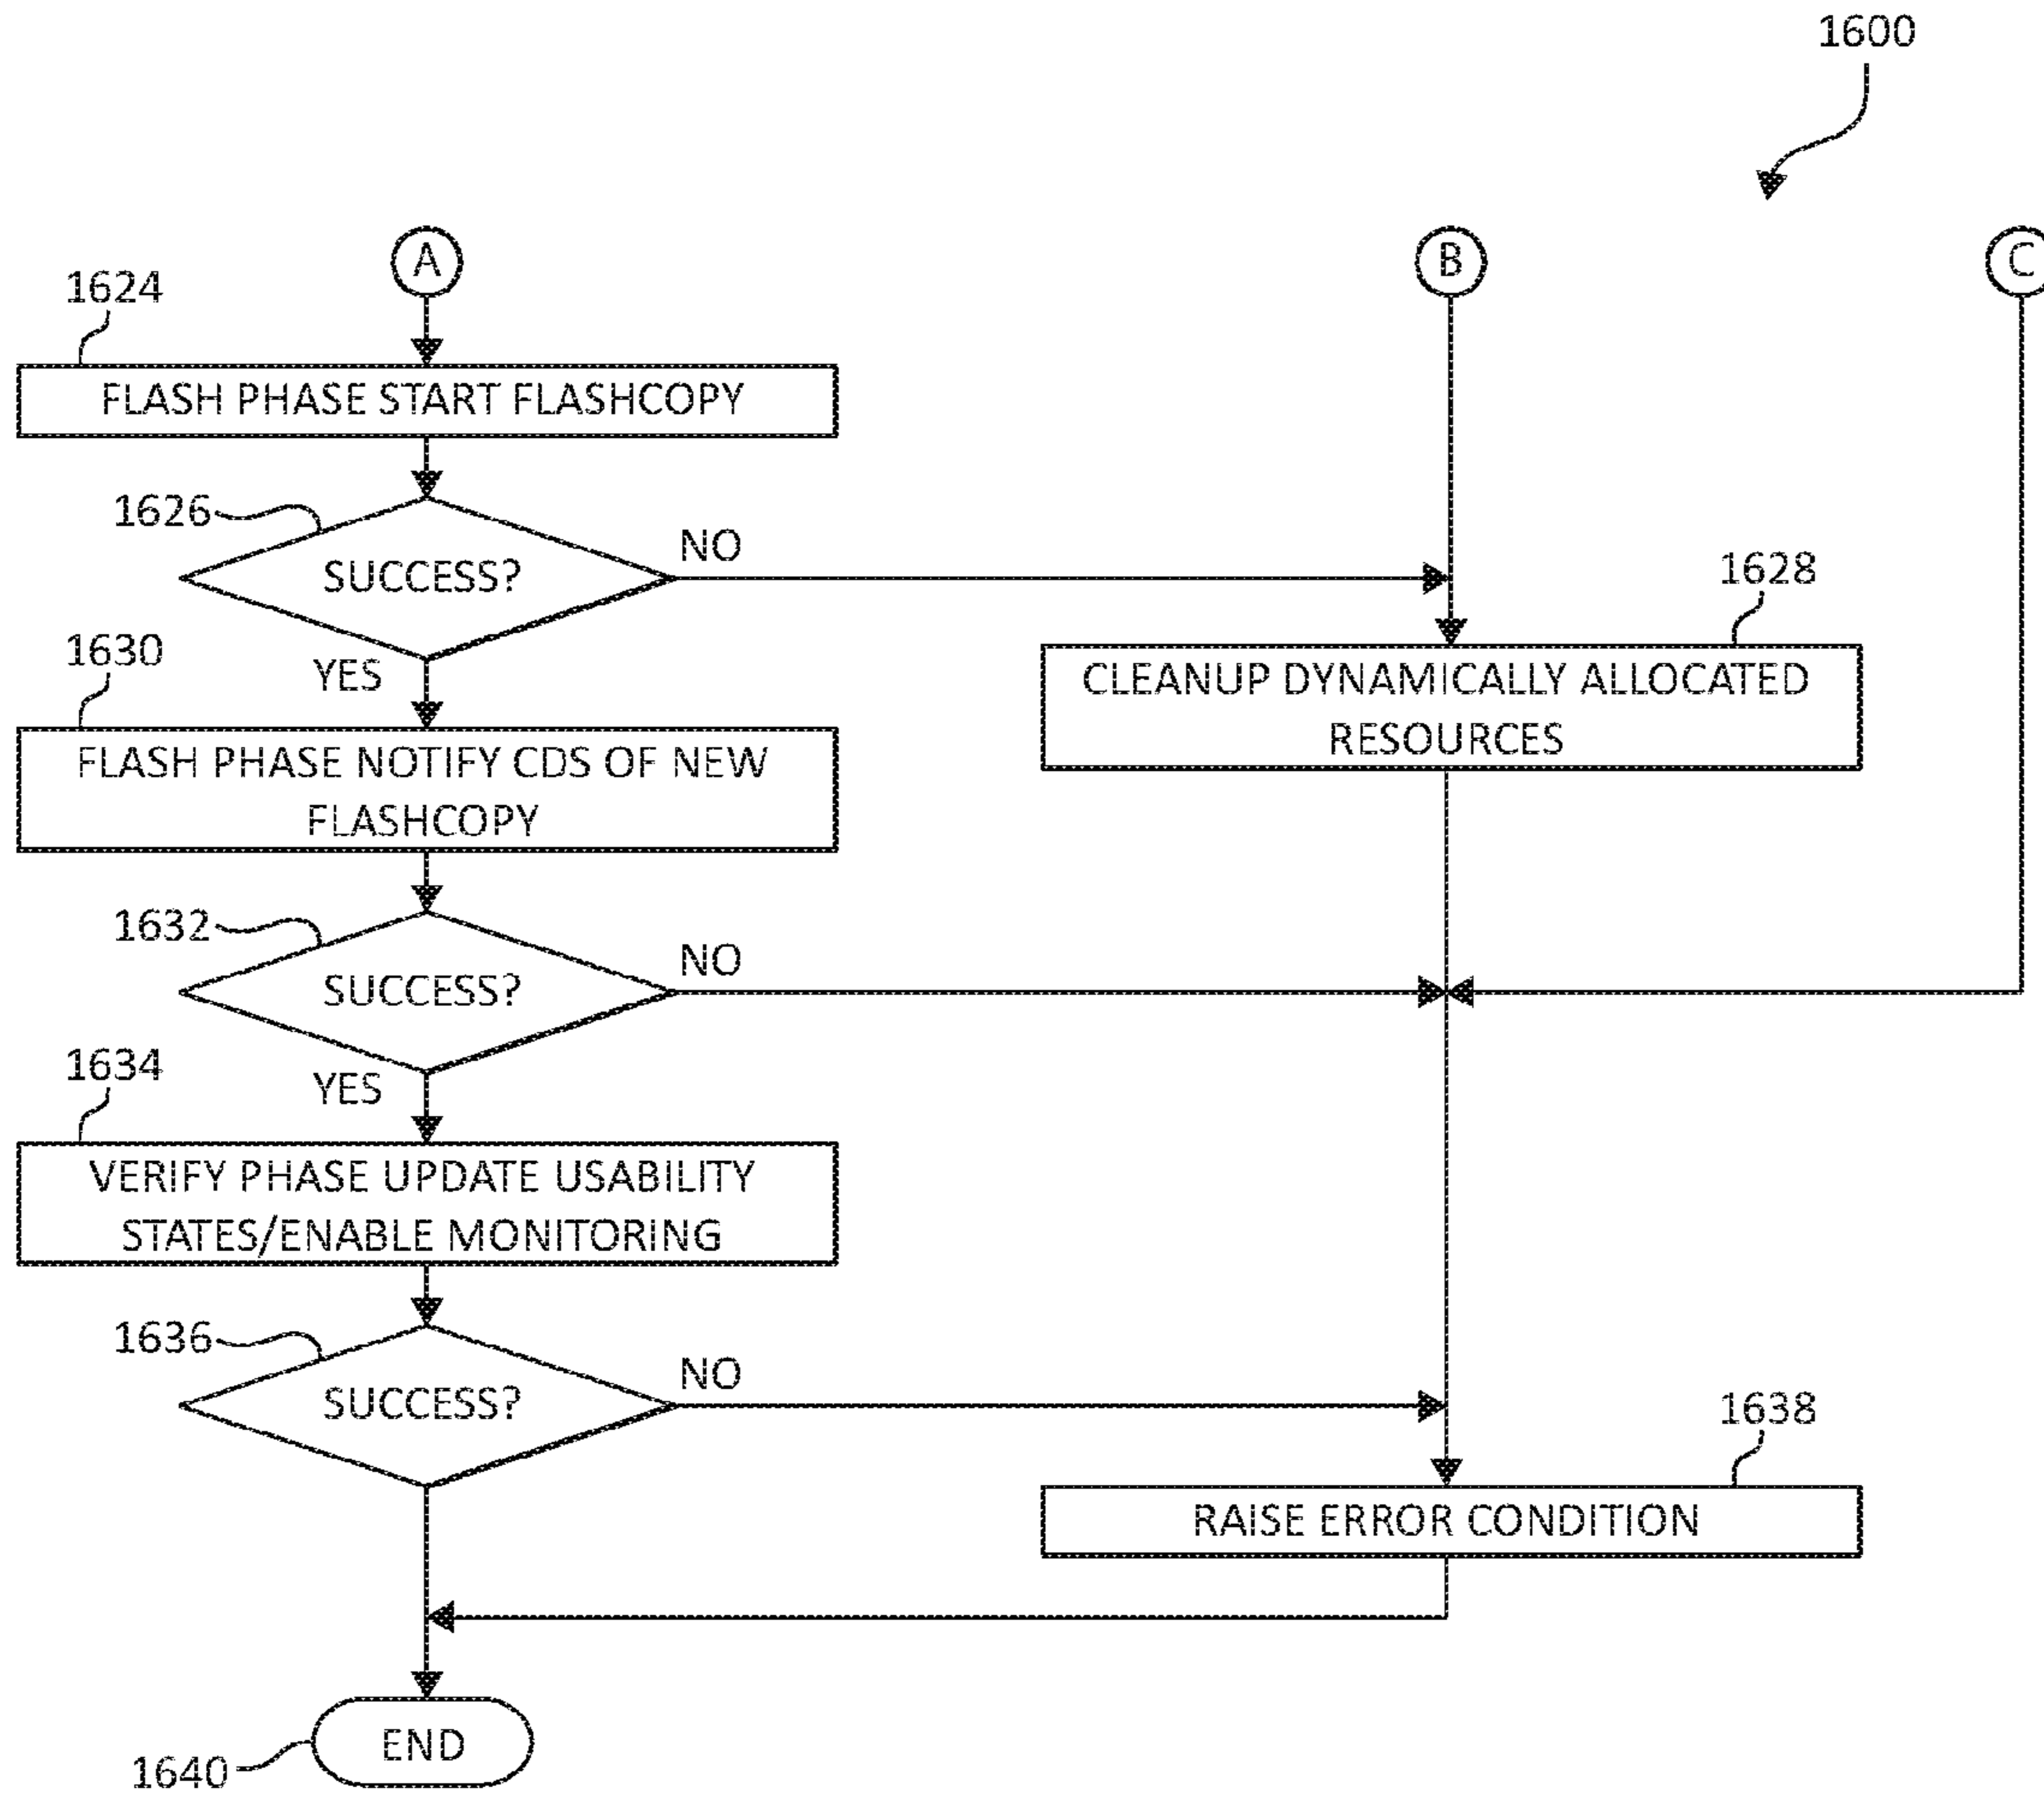 1600
A
B
C
1624
FLASH PHASE START FLASHCOPY
1626
SUCCESS?
NO
YES
1628
CLEANUP DYNAMICALLY ALLOCATED
RESOURCES
1630
FLASH PHASE NOTIFY CDS OF NEW
FLASHCOPY
1632
SUCCESS?
NO
YES
1634
VERIFY PHASE UPDATE USABILITY
STATES/ENABLE MONITORING
1636
SUCCESS?
NO
1638
RAISE ERROR CONDITION
END
1640